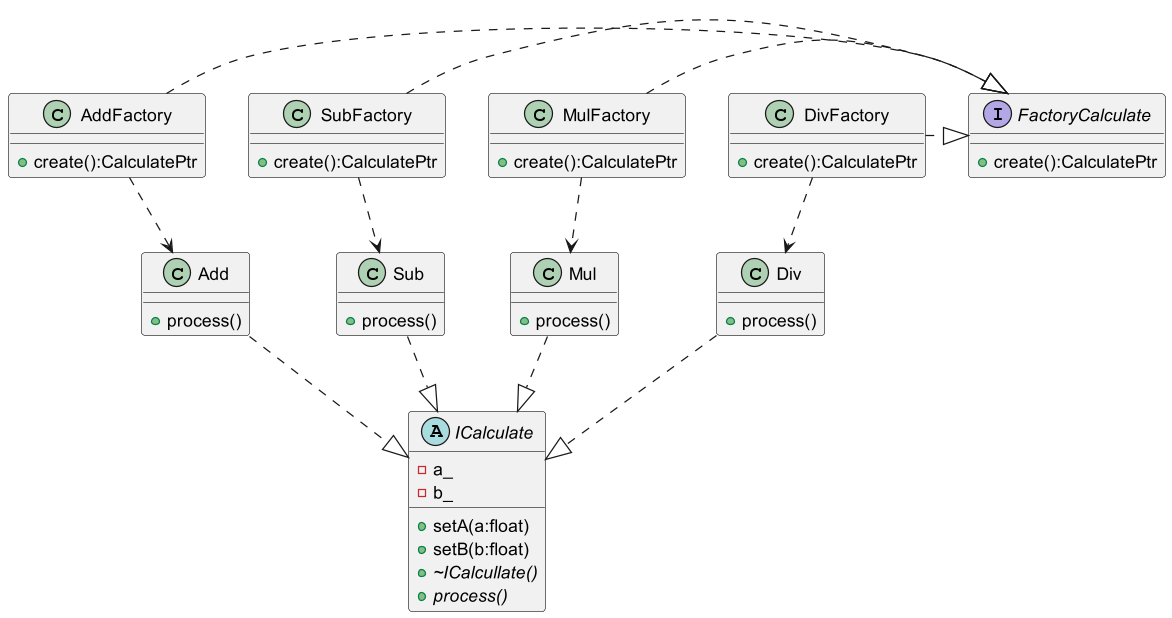 C AddFactory
C SubFactory
C MulFactory
C DivFactory
I FactoryCalculate
create():CalculatePtr
create():CalculatePtr
create():CalculatePtr
create():CalculatePtr
create():CalculatePtr
C Add
C Sub
C Mul
C Div
process()
process()
process()
process()
A ICalculate
a_
b_
setA(a:float)
setB(b:float)
~ICalcullate()
process()